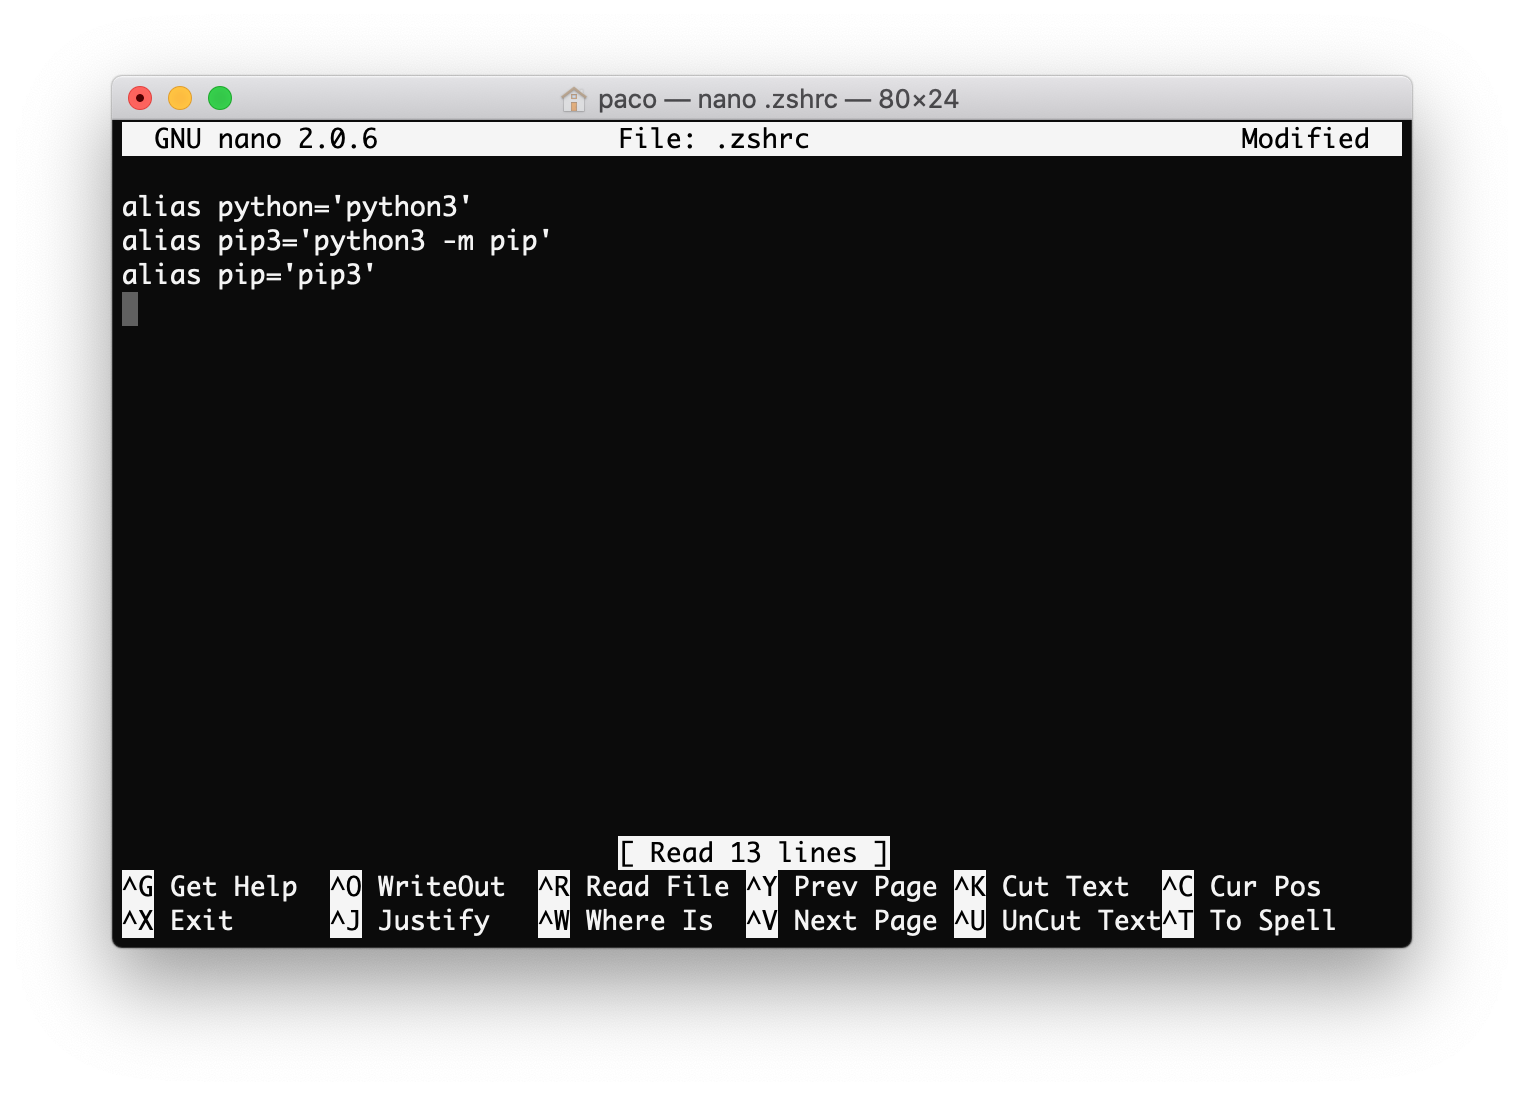 paco — nano .zshrc — 80×24
GNU nano 2.0.6 File: .zshrc Modified
alias python='python3'
alias pip3='python3 -m pip'
alias pip='pip3'
[ Read 13 lines ]
^G Get Help ^O WriteOut ^R Read File ^Y Prev Page ^K Cut Text ^C Cur Pos
^X Exit ^J Justify ^W Where Is ^V Next Page ^U UnCut Text ^T To Spell